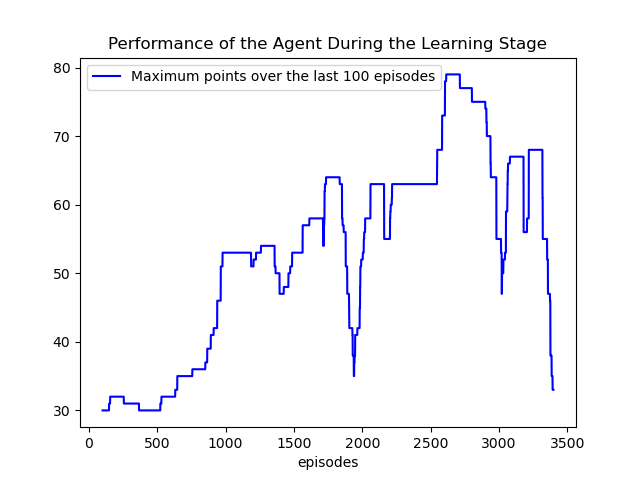 Performance of the Agent During the Learning Stage
Maximum points over the last 100 episodes
80
70
60
50
40
30
0 500 1000 1500 2000 2500 3000 3500
episodes